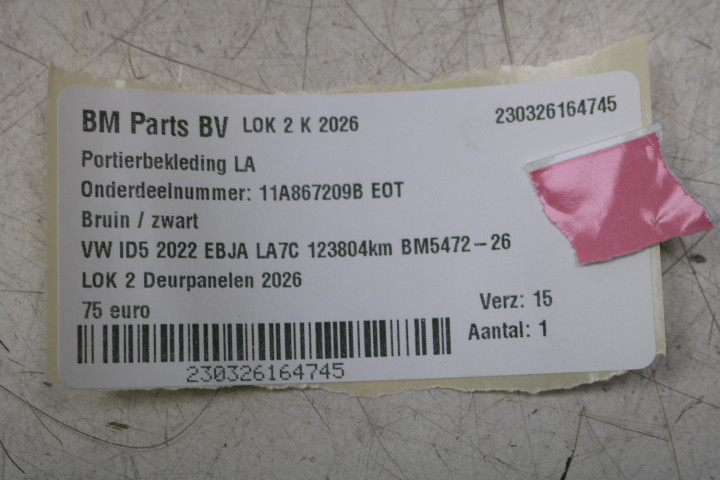 BM Parts BV LOK 2 K 2026 230326164745
Portierbekleding LA
Onderdeelnummer: 11A867209B EOT
Bruin / zwart
VW ID5 2022 EBJA LA7C 123804km BM5472-26
LOK 2 Deurpanelen 2026
75 euro Verz: 15
Aantal: 1
230326164745